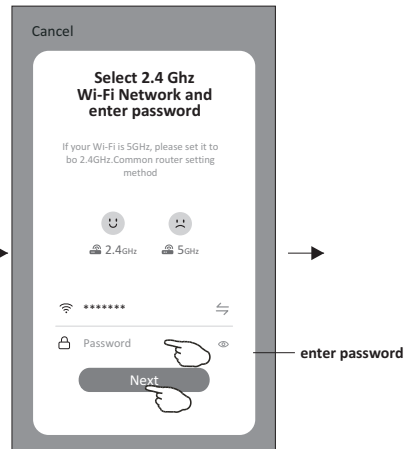 Cancel
Select 2.4 Ghz
Wi-Fi Network and
enter password
If your Wi-Fi is 5GHz, please set it to
bo 2.4GHz.Common router setting
method
2.4GHz 5GHz
*******
Password
enter password
Next